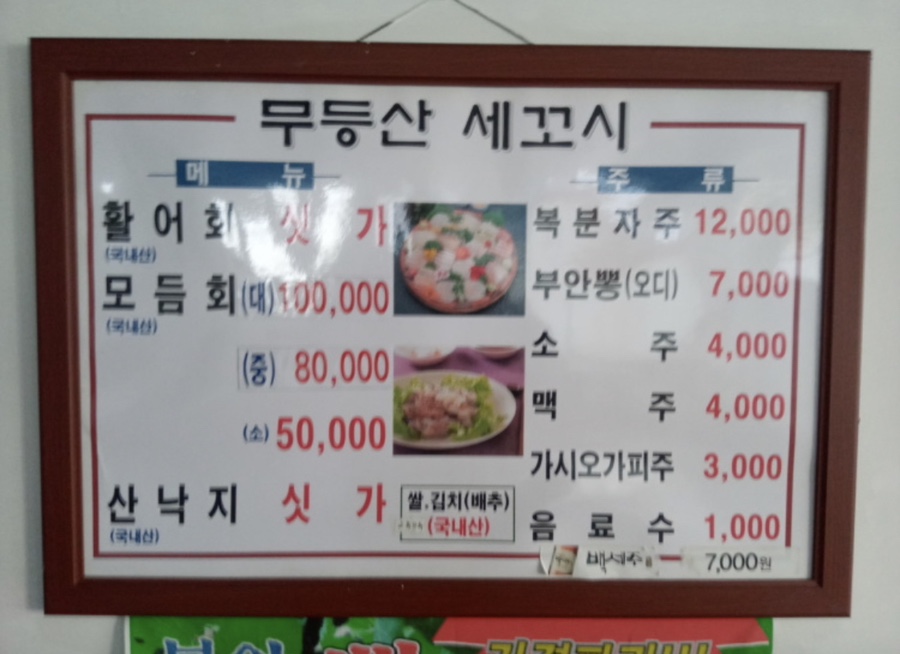 무등산 세꼬시
메 뉴
활어회 싯 가
(국내산)
모듬회(대) 100,000
(국내산)
(중) 80,000
(소) 50,000
산낙지 싯 가
(국내산)
쌀.김치(배추)
(국내산)
주 류
복분자주 12,000
부안뽕(오디) 7,000
소 주 4,000
맥 주 4,000
가시오가피주 3,000
음 료 수 1,000
7,000원